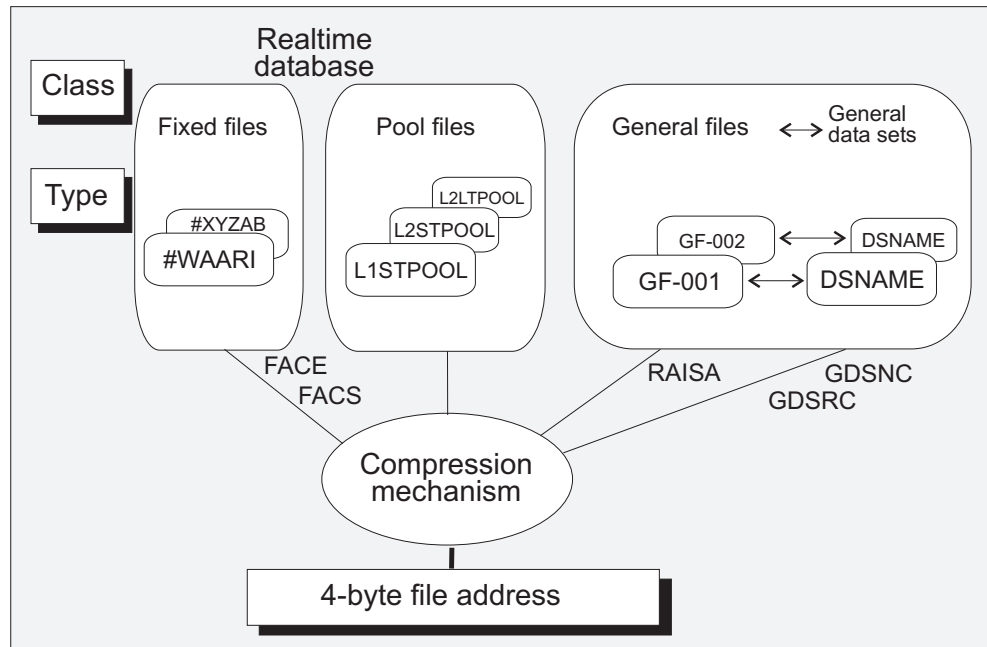 Realtime
database
Class
Fixed files
Pool files
General files
General
data sets
Type
#XYZAB
#WAARI
L2LTPOOL
L2STPOOL
L1STPOOL
GF-002
DSNAME
GF-001
DSNAME
FACE
FACS
RAISA
GDSNC
GDSRC
Compression
mechanism
4-byte file address